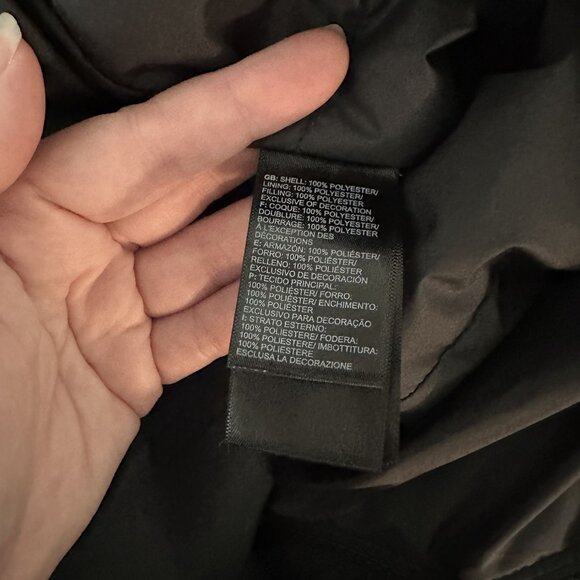 GB: SHELL: 100% POLYESTER/
LINING: 100% POLYESTER/
FILLING: 100% POLYESTER
EXCLUSIVE OF DECORATION
F: COQUE: 100% POLYESTER/
DOUBLURE: 100% POLYESTER/
BOURRAGE: 100% POLYESTER
À L'EXCEPTION DES
DÉCORATIONS
E: ARMAZÓN: 100% POLIÉSTER/
FORRO: 100% POLIÉSTER/
RELLENO: 100% POLIÉSTER
EXCLUSIVO DE DECORACIÓN
P: TECIDO PRINCIPAL:
100% POLIÉSTER/ FORRO:
100% POLIÉSTER/ ENCHIMENTO:
100% POLIÉSTER
EXCLUSIVO PARA DECORAÇÃO
I: STRATO ESTERNO:
100% POLIESTERE/ FODERA:
100% POLIESTERE/ IMBOTTITURA:
100% POLIESTERE
ESCLUSA LA DECORAZIONE